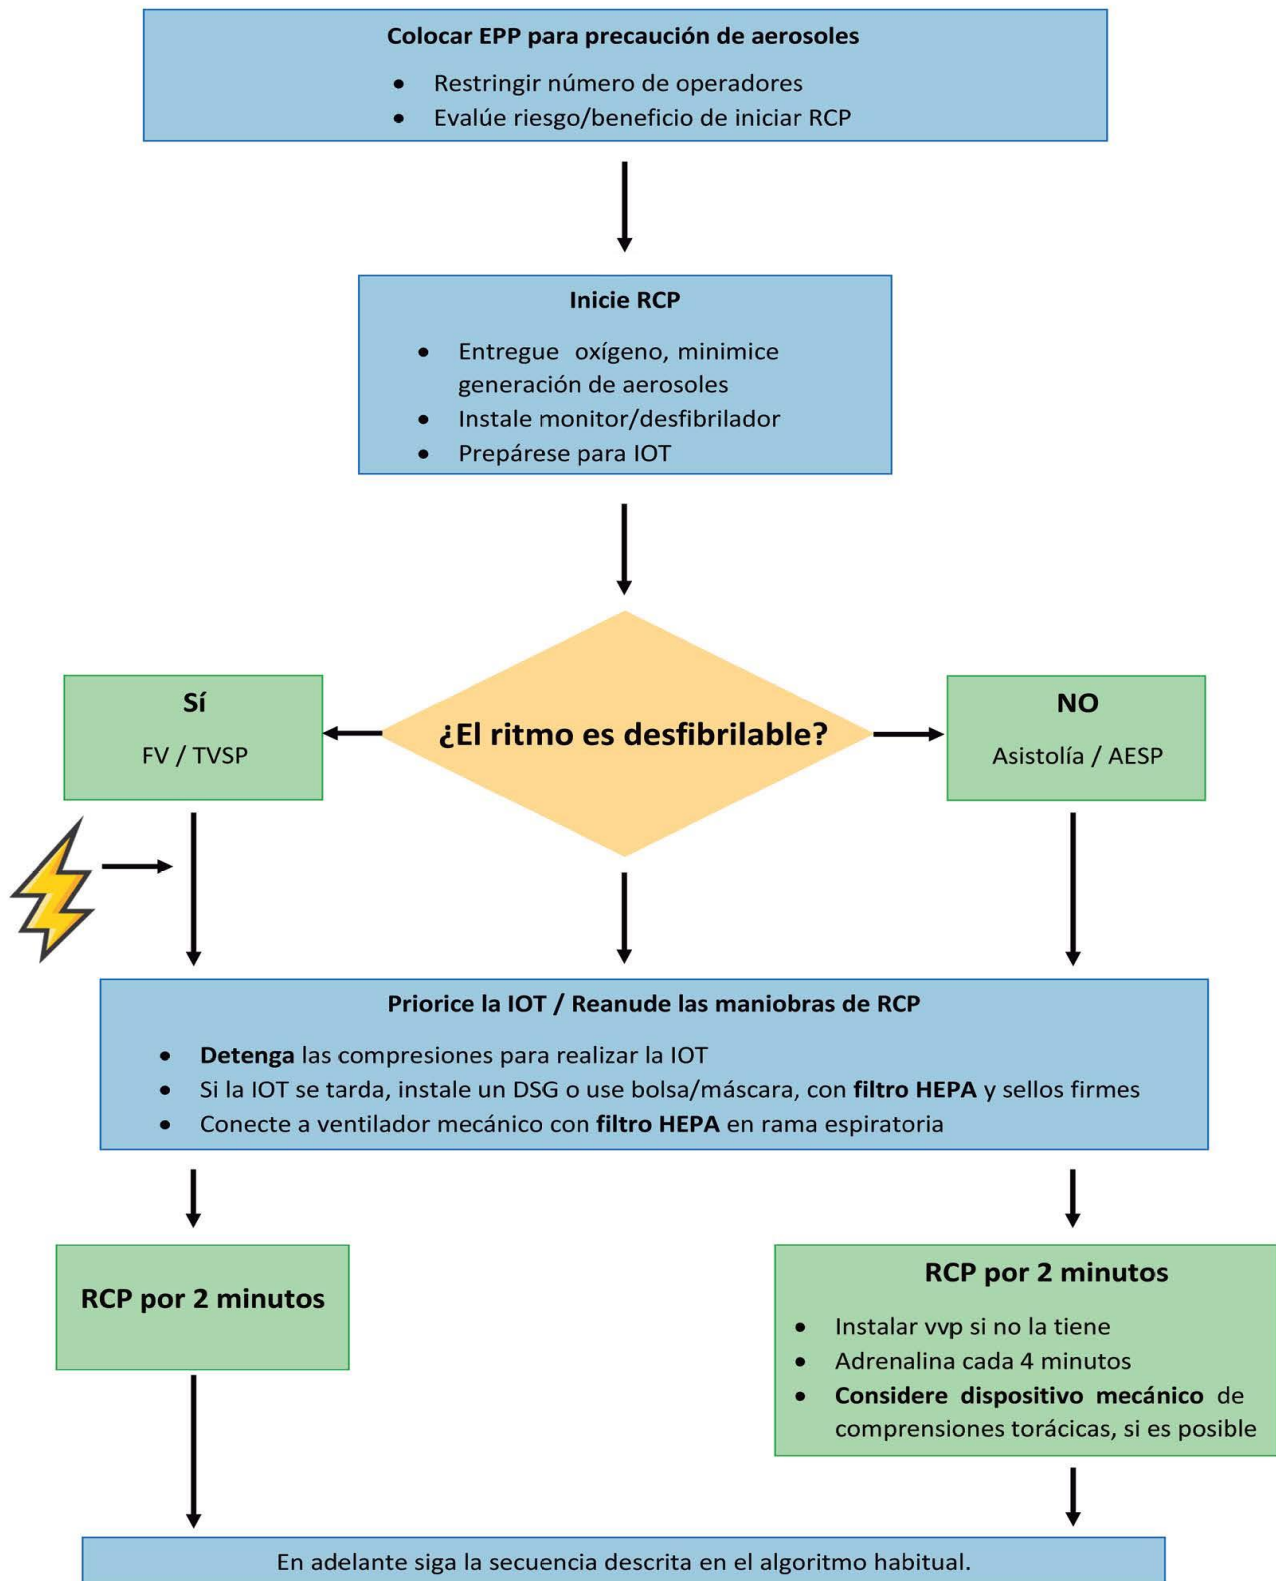 Colocar EPP para precaución de aerosoles
• Restringir número de operadores
• Evalúe riesgo/beneficio de iniciar RCP
Inicie RCP
• Entregue oxígeno, minimice
generación de aerosoles
• Instale monitor/desfibrilador
• Prepárese para IOT
¿El ritmo es desfibrilable?
Sí
FV / TVSP
NO
Asistolía / AESP
Priorice la IOT / Reanude las maniobras de RCP
• Detenga las compresiones para realizar la IOT
• Si la IOT se tarda, instale un DSG o use bolsa/máscara, con filtro HEPA y sellos firmes
• Conecte a ventilador mecánico con filtro HEPA en rama espiratoria
RCP por 2 minutos
RCP por 2 minutos
• Instalar vvp si no la tiene
• Adrenalina cada 4 minutos
• Considere dispositivo mecánico de
comprensiones torácicas, si es posible
En adelante siga la secuencia descrita en el algoritmo habitual.